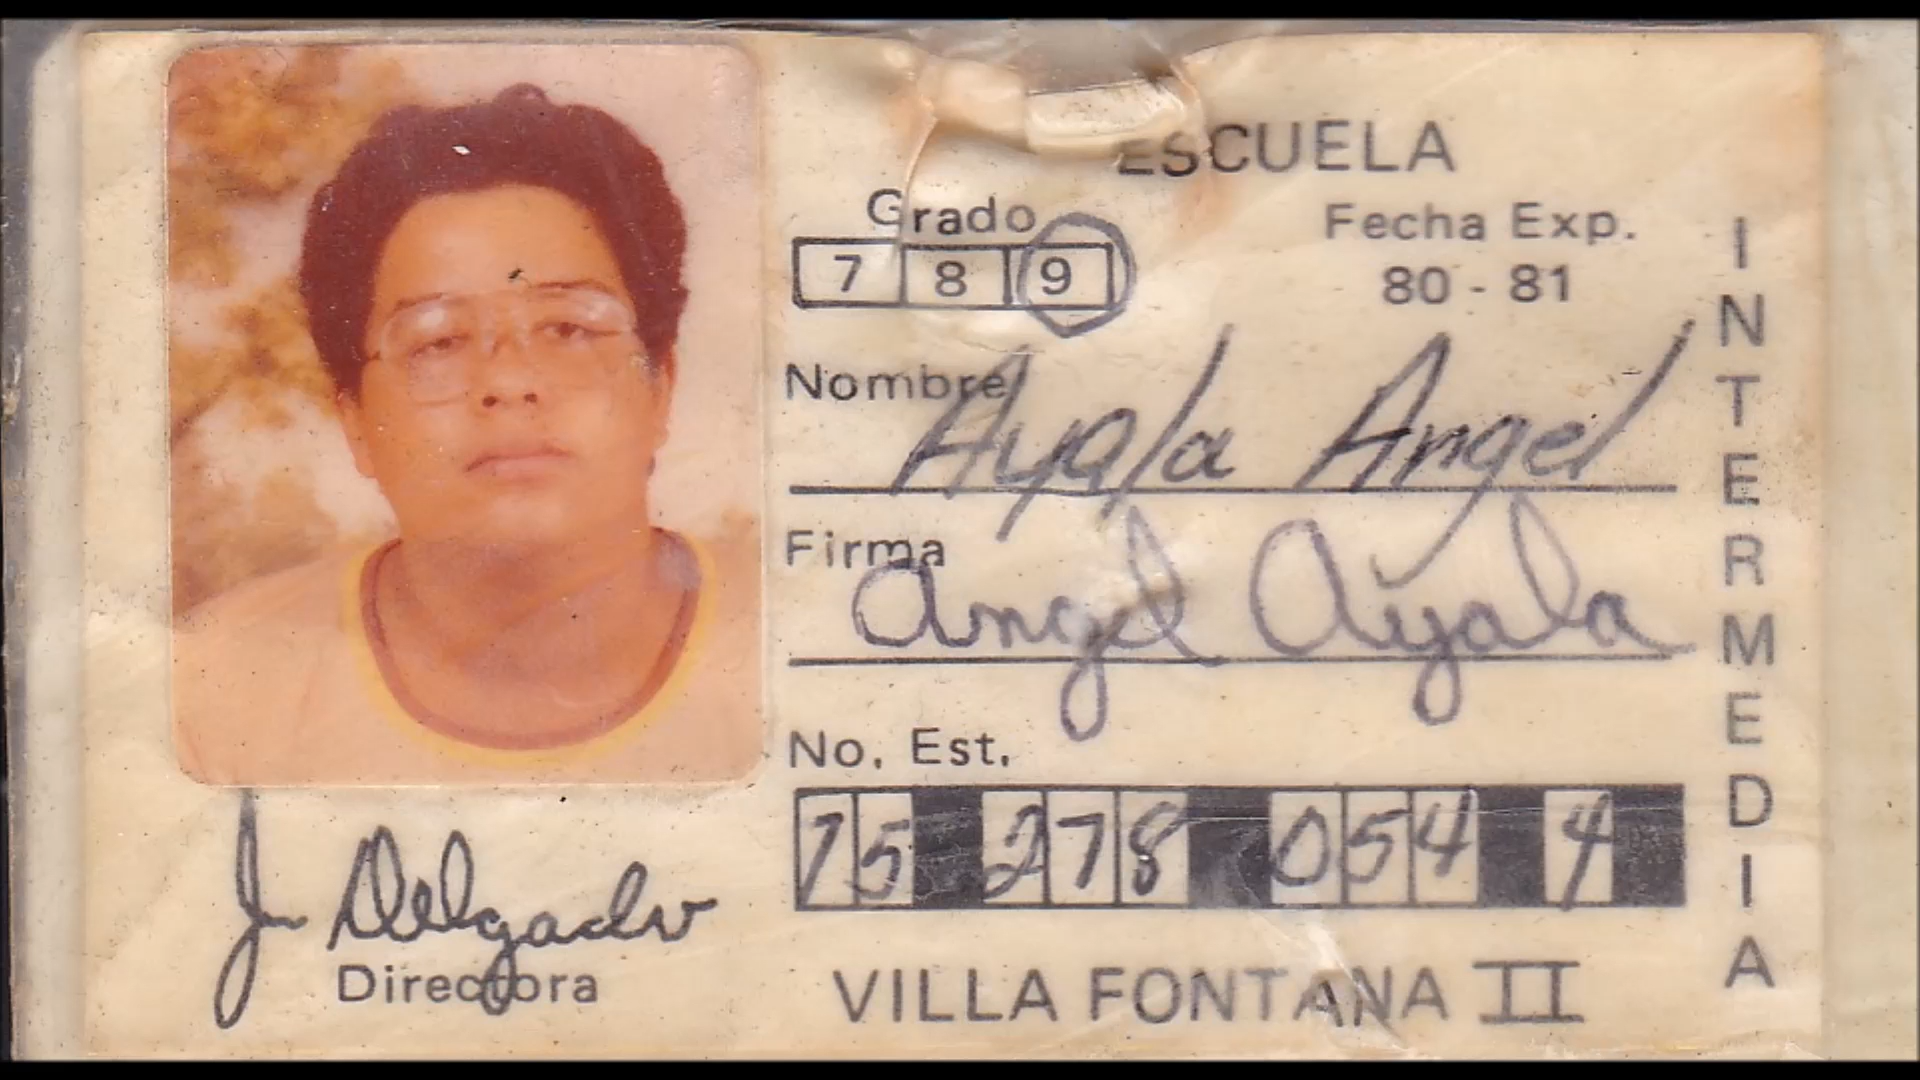 ESCUELA
Grado
7 8 9
Fecha Exp.
80 - 81
Nombre
Ayala Angel
Firma
Angel Ayala
No. Est.
75 278 054 4
J Delgado
Directora
VILLA FONTANA II
INTERMEDIA